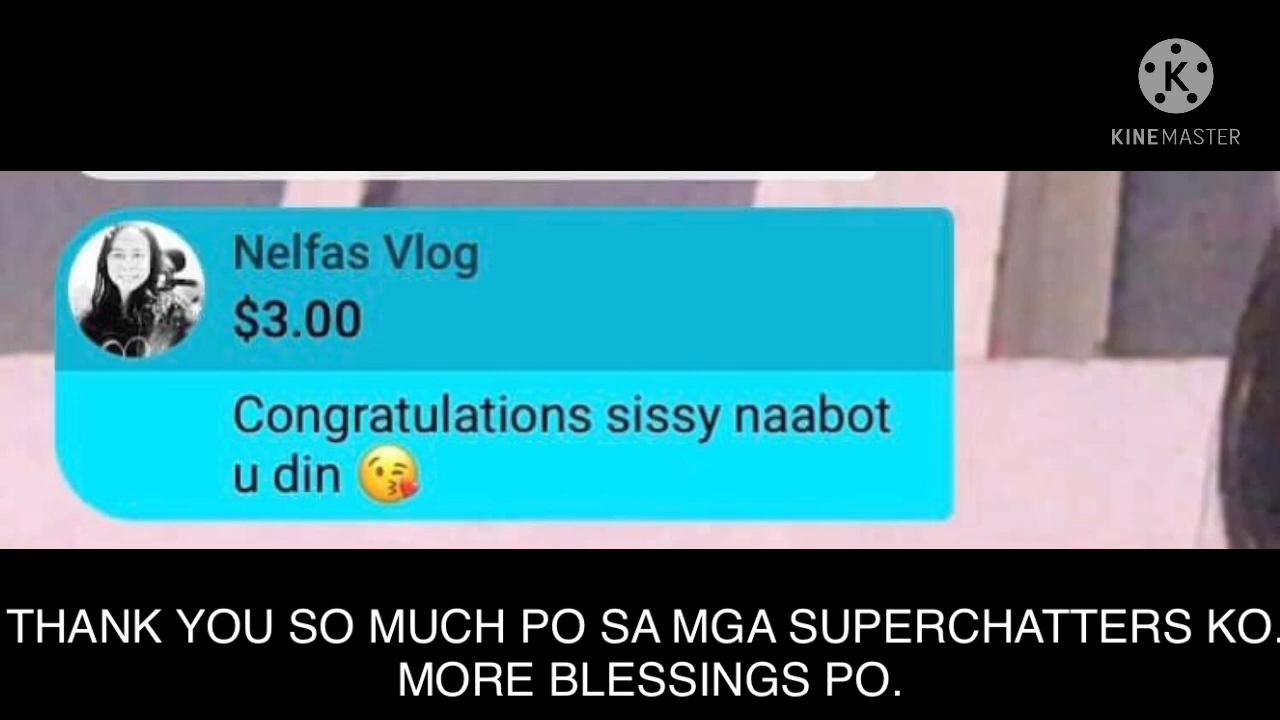 K
KINEMASTER
Nelfas Vlog
$3.00
Congratulations sissy naabot
u din 😘
THANK YOU SO MUCH PO SA MGA SUPERCHATTERS KO.
MORE BLESSINGS PO.